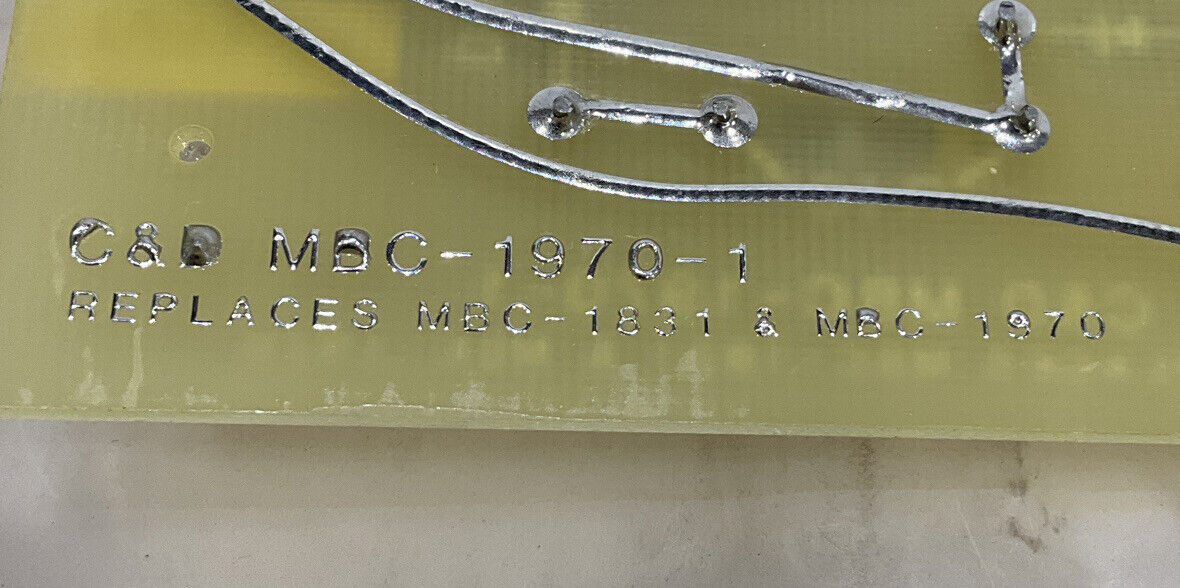 C&D MBC-1970-1
REPLACES MBC-1831 & MBC-1970